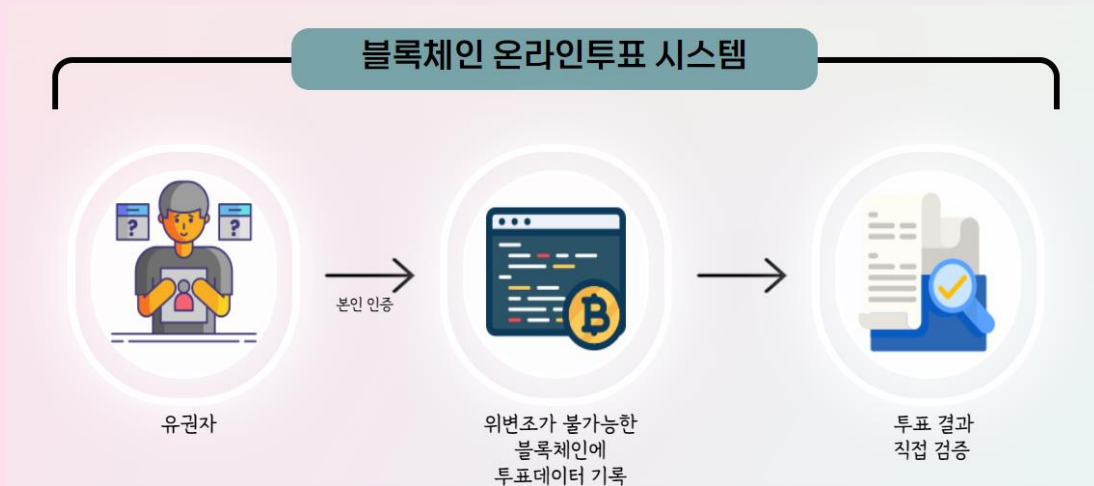 블록체인 온라인투표 시스템
? ?
본인 인증
B
유권자
위변조가 불가능한
블록체인에
투표데이터 기록
투표 결과
직접 검증